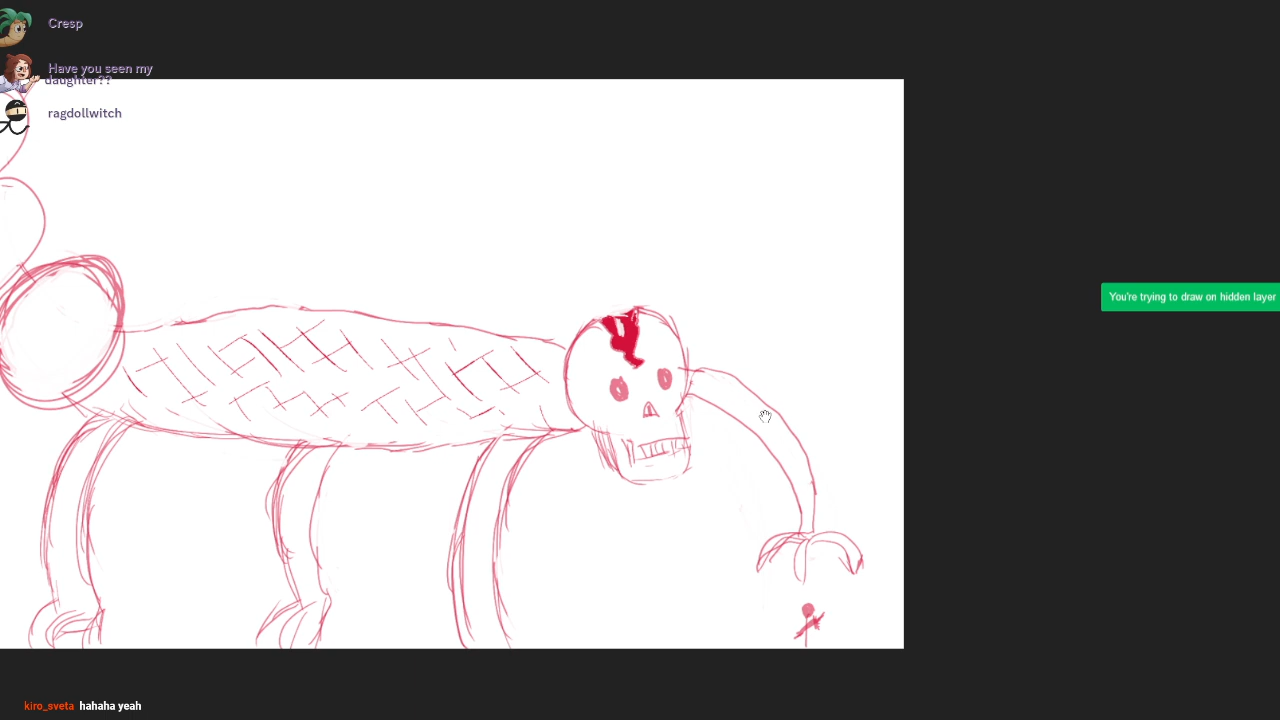 Cresp
Have you seen my
daughter??
ragdollwitch
You're trying to draw on hidden layer
kiro_sveta hahaha yeah